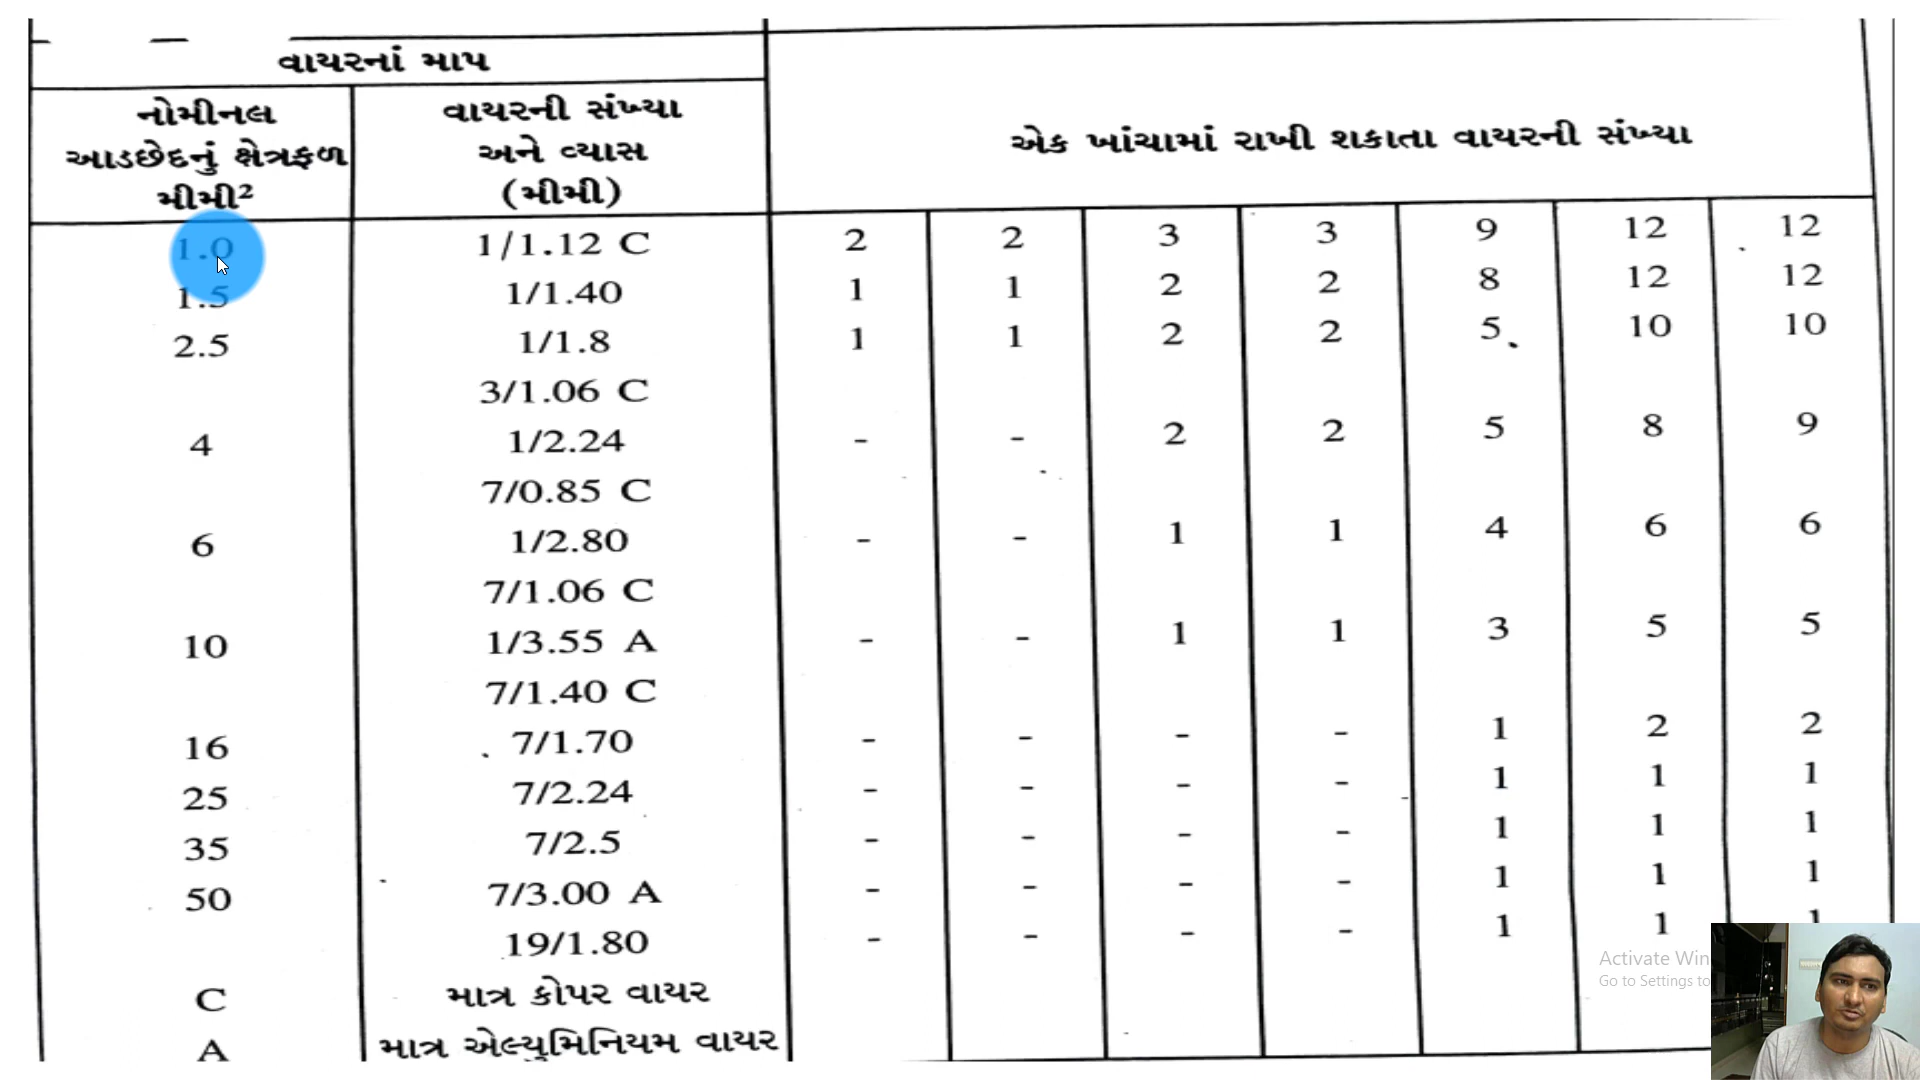 વાયરનાં માપ
નોમીનલ
આડછેદનું ક્ષેત્રફળ
મીમી²
વાયરની સંખ્યા
અને વ્યાસ
(મીમી)
એક ખાંચામાં રાખી શકાતા વાયરની સંખ્યા
1.0 1/1.12 C 2 2 3 3 9 12 12
1.5 1/1.40 1 1 2 2 8 12 12
2.5 1/1.8 1 1 2 2 5 10 10
3/1.06 C
4 1/2.24 - - 2 2 5 8 9
7/0.85 C
6 1/2.80 - - 1 1 4 6 6
7/1.06 C
10 1/3.55 A - - 1 1 3 5 5
7/1.40 C
16 7/1.70 - - - - 1 2 2
25 7/2.24 - - - - 1 1 1
35 7/2.5 - - - - 1 1 1
50 7/3.00 A - - - - 1 1 1
19/1.80 - - - - 1 1 1
C માત્ર કોપર વાયર
A માત્ર એલ્યુમિનિયમ વાયર
Activate Win
Go to Settings to